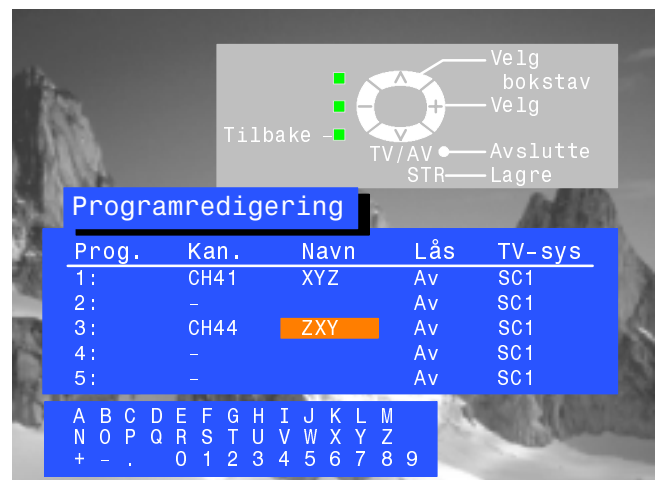 Velg
bokstav
Velg
Tilbake
TV/AV Avslutte
STR Lagre
Programredigering
Prog. Kan. Navn Lås TV-sys
1: CH41 XYZ Av SC1
2: - Av SC1
3: CH44 ZXY Av SC1
4: - Av SC1
5: - Av SC1
A B C D E F G H I J K L M
N O P Q R S T U V W X Y Z
+ - . 0 1 2 3 4 5 6 7 8 9